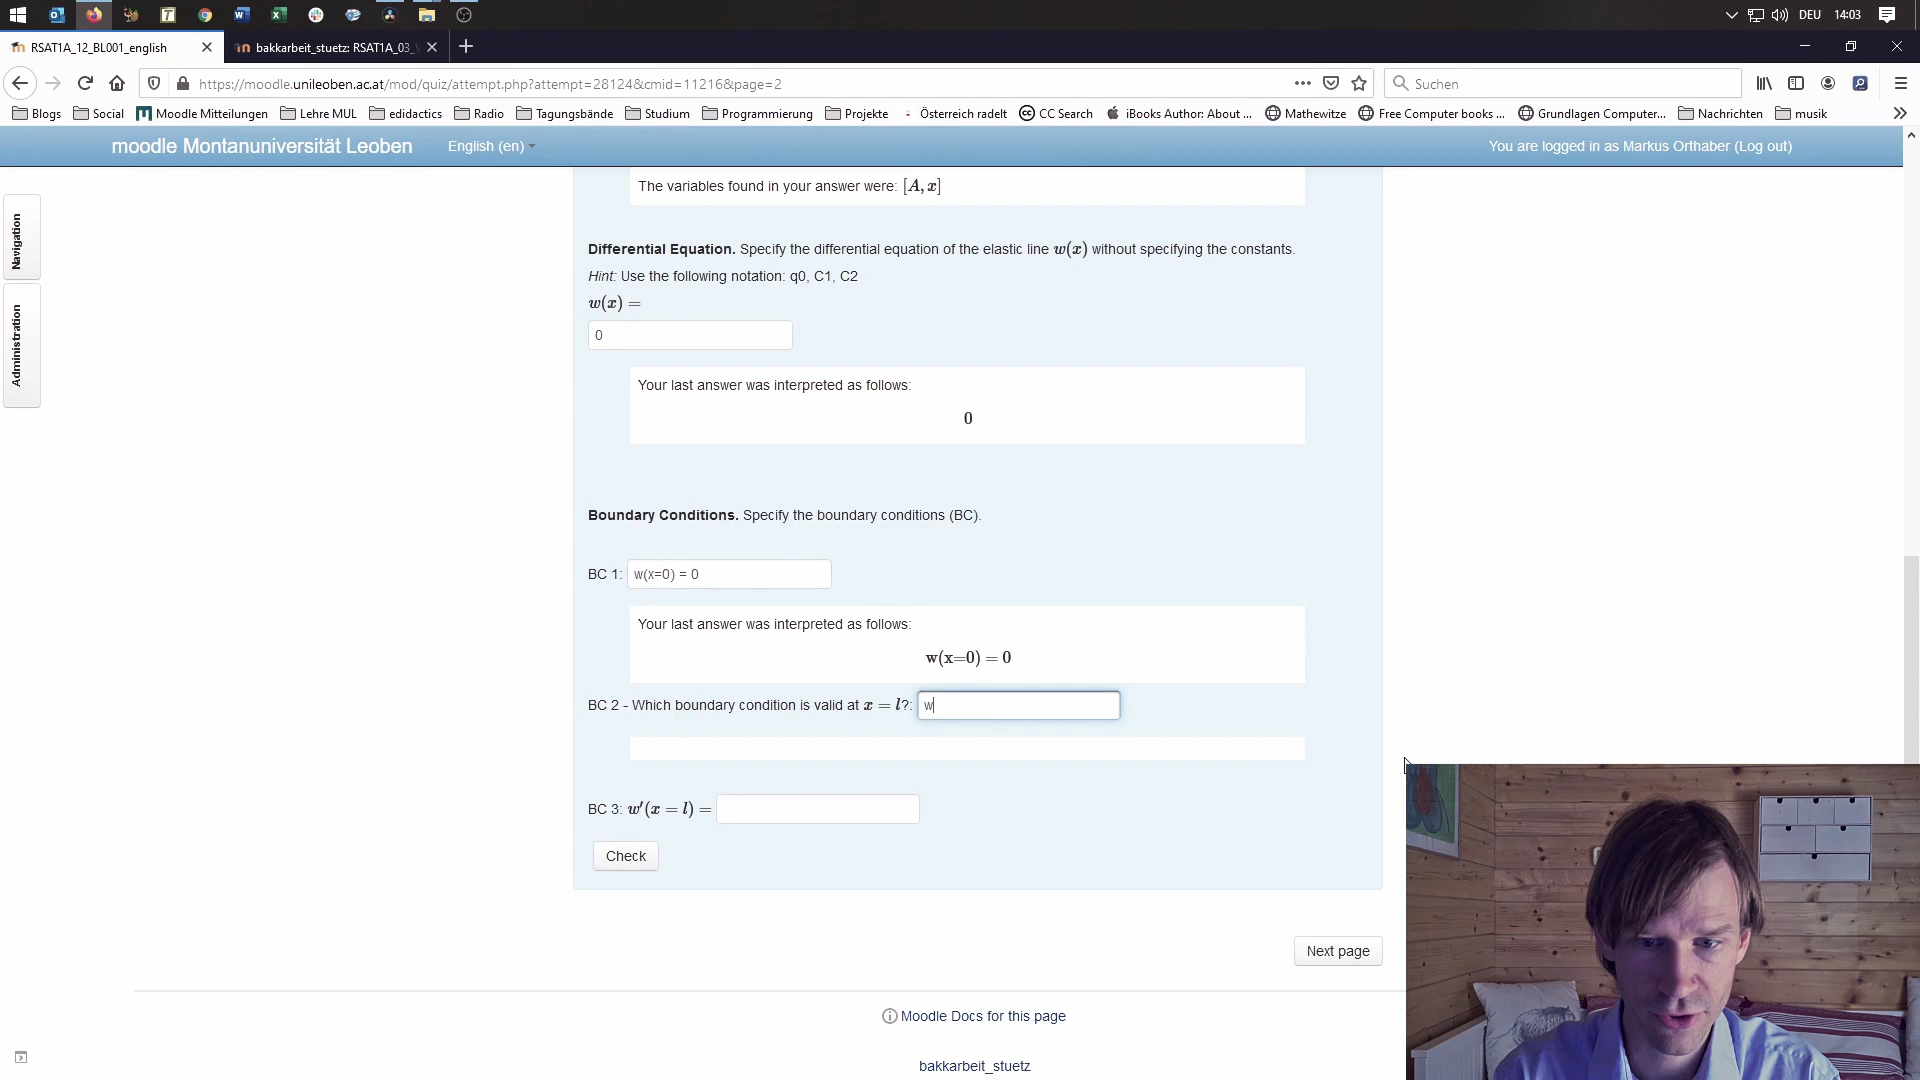 DEU 14:03
RSAT1A_12_BL001_english
bakkarbeit_stuetz: RSAT1A_03_
https://moodle.unileoben.ac.at/mod/quiz/attempt.php?attempt=28124&cmid=11216&page=2
Suchen
Blogs Social Moodle Mitteilungen Lehre MUL edidactics Radio Tagungsbände Studium Programmierung Projekte Österreich radelt CC Search iBooks Author: About ... Mathewitze Free Computer books ... Grundlagen Computer... Nachrichten musik
moodle Montanuniversität Leoben English (en) You are logged in as Markus Orthaber (Log out)
Navigation
Administration
The variables found in your answer were: [A, x]
Differential Equation. Specify the differential equation of the elastic line w(x) without specifying the constants.
Hint: Use the following notation: q0, C1, C2
w(x) =
0
Your last answer was interpreted as follows:
0
Boundary Conditions. Specify the boundary conditions (BC).
BC 1: w(x=0) = 0
Your last answer was interpreted as follows:
w(x=0) = 0
BC 2 - Which boundary condition is valid at x = l?: w
BC 3: w′(x = l) =
Check
Next page
Moodle Docs for this page
bakkarbeit_stuetz